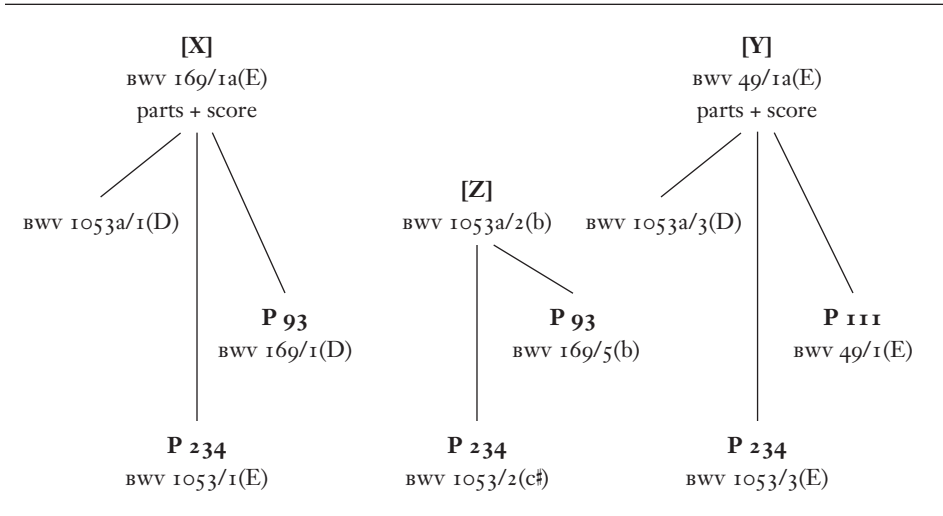 [X]
BWV 169/1a(E)
parts + score
[Y]
BWV 49/1a(E)
parts + score
[Z]
BWV 1053a/1(D)
BWV 1053a/2(b)
BWV 1053a/3(D)
P 93
BWV 169/1(D)
P 93
BWV 169/5(b)
P 111
BWV 49/1(E)
P 234
BWV 1053/1(E)
P 234
BWV 1053/2(c♯)
P 234
BWV 1053/3(E)